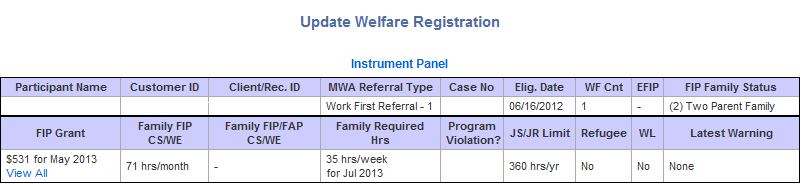 Update Welfare Registration
Instrument Panel
Participant Name Customer ID Client/Rec. ID MWA Referral Type Case No Elig. Date WF Cnt EFIP FIP Family Status
Work First Referral - 1 06/16/2012 1 - (2) Two Parent Family
FIP Grant Family FIP CS/WE Family FIP/FAP CS/WE Family Required Hrs Program Violation? JS/JR Limit Refugee WL Latest Warning
$531 for May 2013 View All 71 hrs/month - 35 hrs/week for Jul 2013 360 hrs/yr No No None